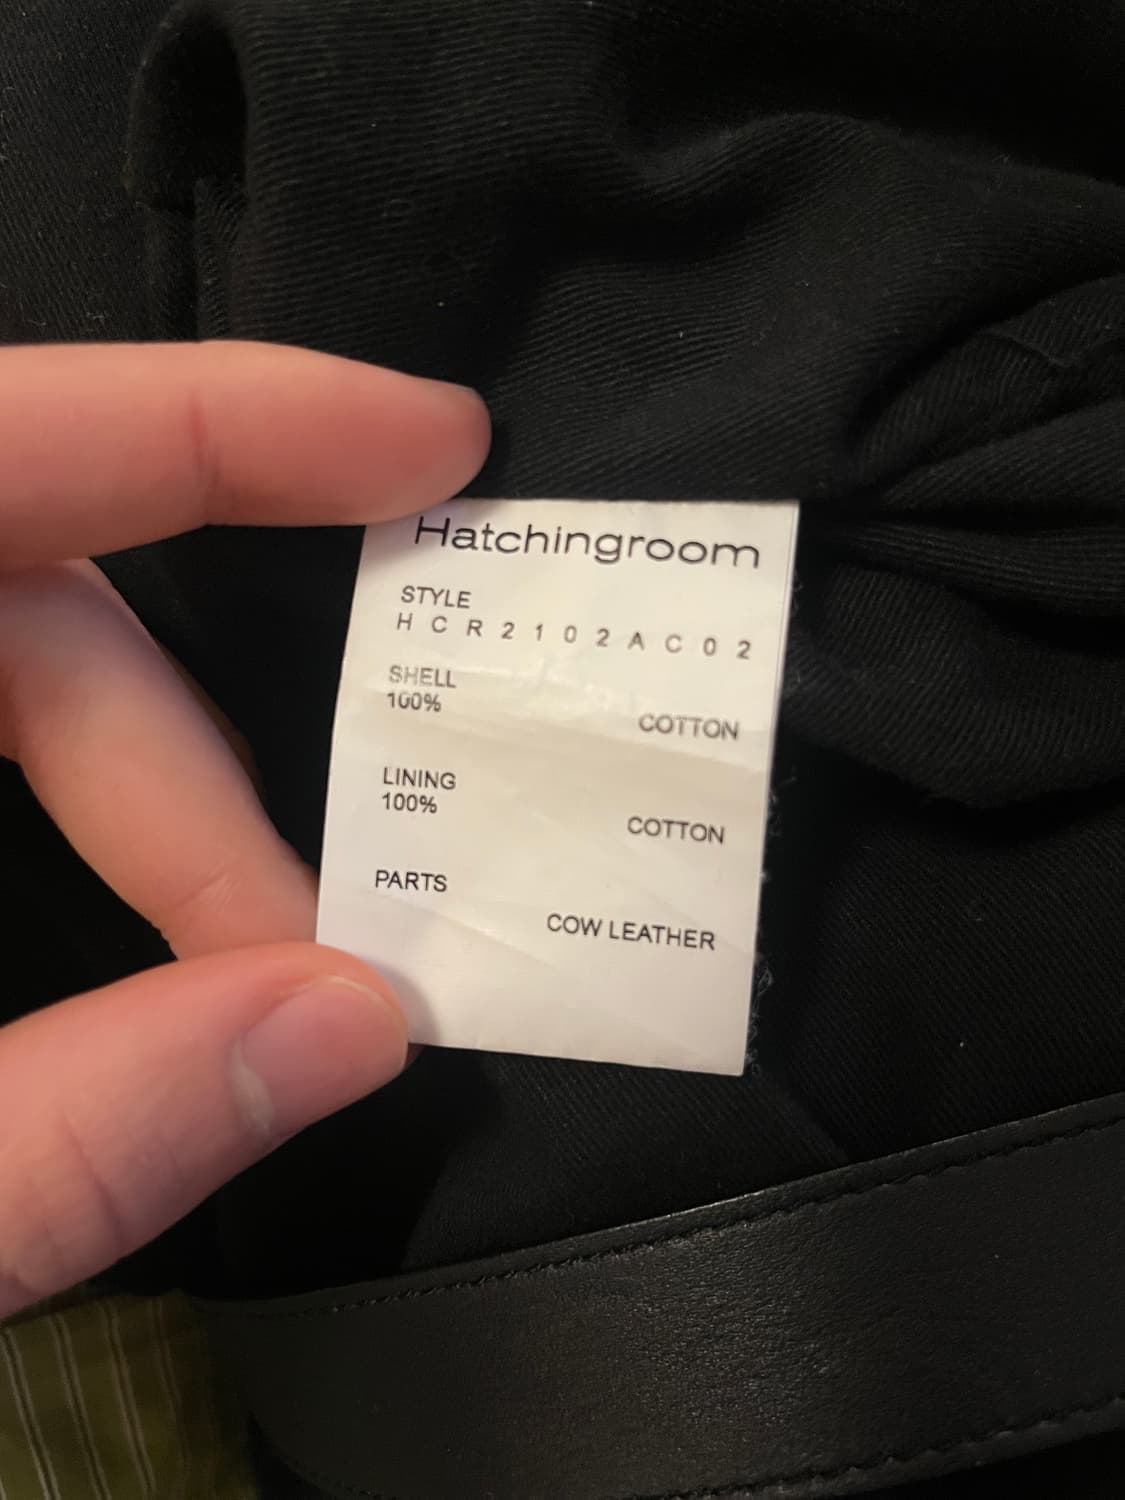 Hatchingroom
STYLE
HCR2102AC02
SHELL
100%
COTTON
LINING
100%
COTTON
PARTS
COW LEATHER